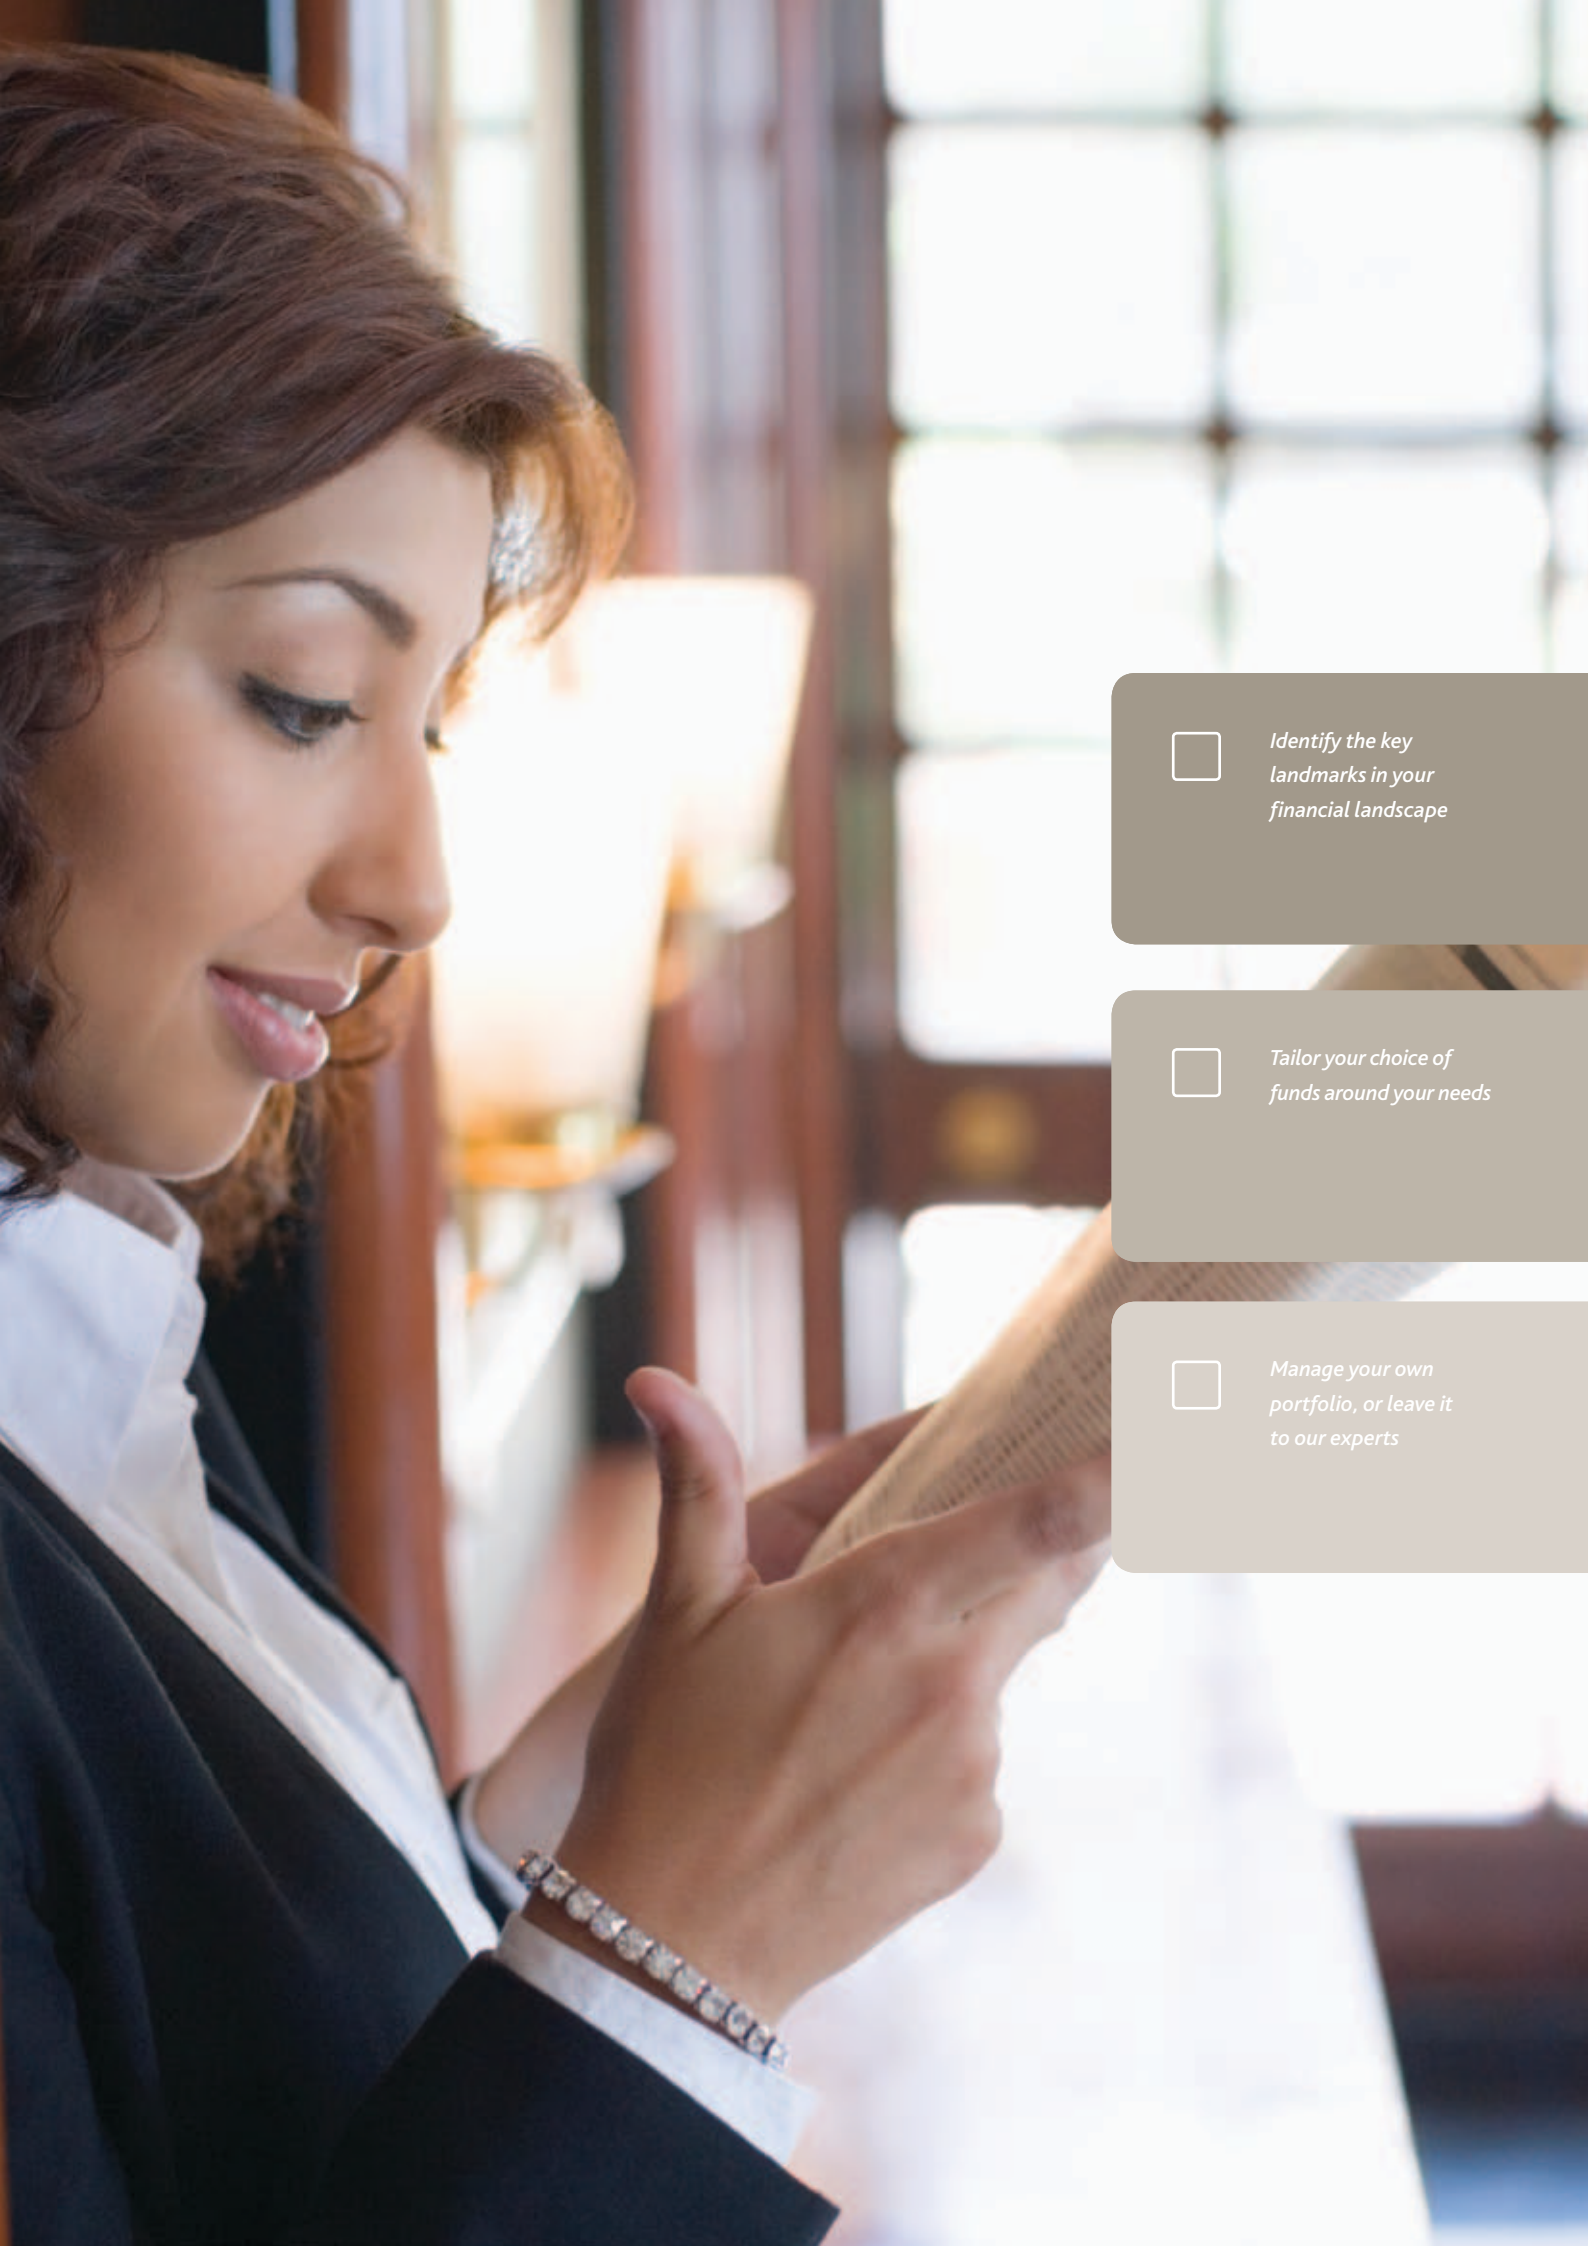 Identify the key
landmarks in your
financial landscape
Tailor your choice of
funds around your needs
Manage your own
portfolio, or leave it
to our experts